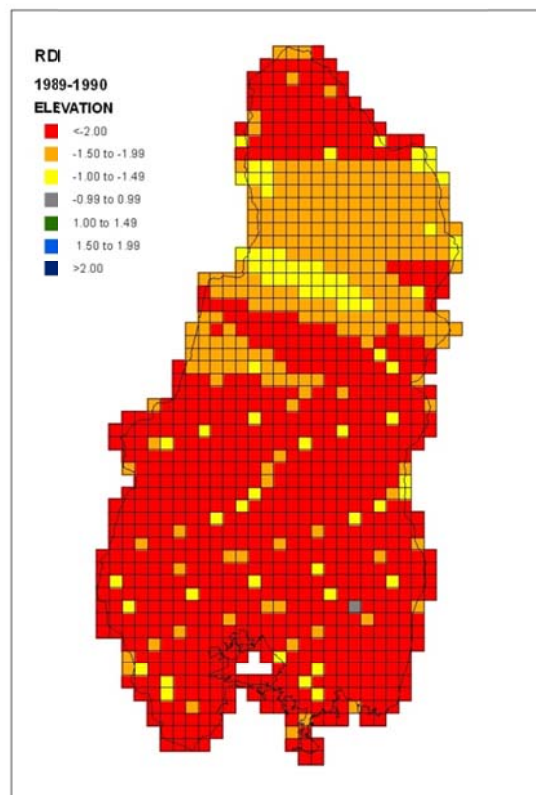 RDI
1989-1990
ELEVATION
<-2.00
-1.50 to -1.99
-1.00 to -1.49
-0.99 to 0.99
1.00 to 1.49
1.50 to 1.99
>2.00